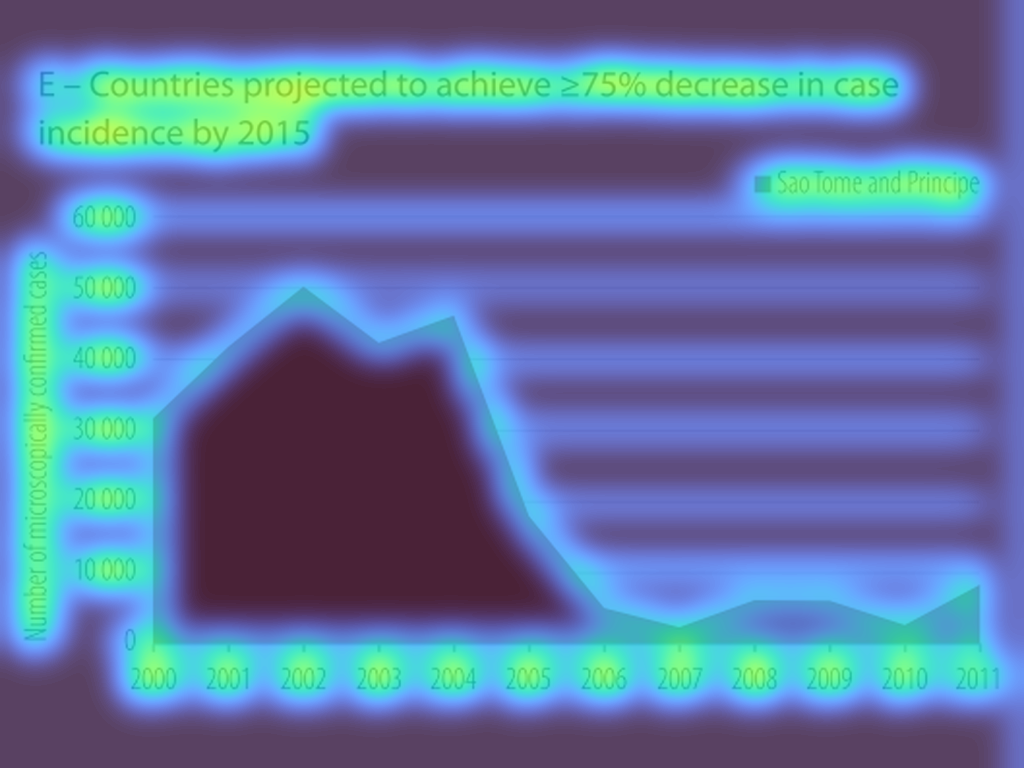 E – Countries projected to achieve ≥75% decrease in case
incidence by 2015
Sao Tome and Principe
Number of microscopically confirmed cases
60 000
50 000
40 000
30 000
20 000
10 000
0
2000 2001 2002 2003 2004 2005 2006 2007 2008 2009 2010 2011